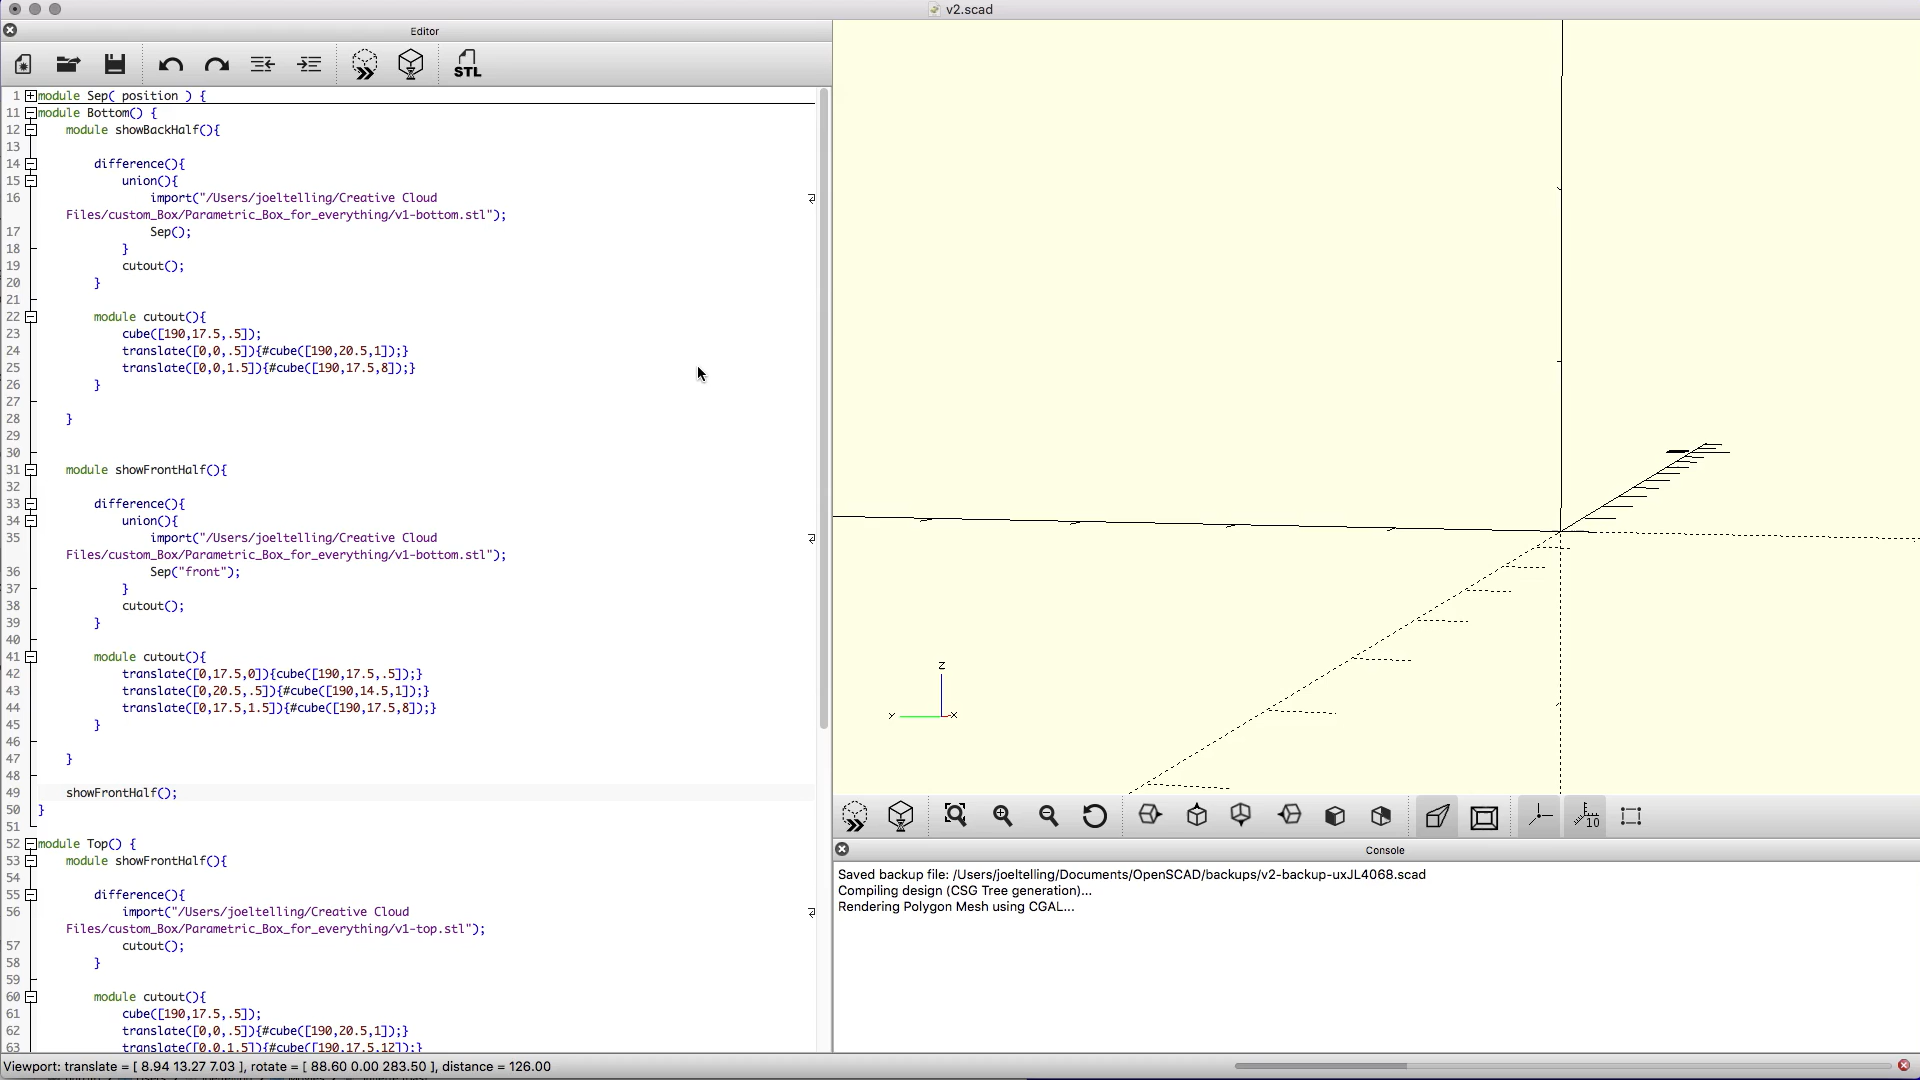 v2.scad
Editor
STL
1 module Sep( position ) {
11 module Bottom() {
12 module showBackHalf(){
13
14 difference(){
15 union(){
16 import("/Users/joeltelling/Creative Cloud
Files/custom_Box/Parametric_Box_for_everything/v1-bottom.stl");
17 Sep();
18 }
19 cutout();
20 }
21
22 module cutout(){
23 cube([190,17.5,.5]);
24 translate([0,0,.5]){#cube([190,20.5,1]);}
25 translate([0,0,1.5]){#cube([190,17.5,8]);}
26 }
27
28 }
29
30
31 module showFrontHalf(){
32
33 difference(){
34 union(){
35 import("/Users/joeltelling/Creative Cloud
Files/custom_Box/Parametric_Box_for_everything/v1-bottom.stl");
36 Sep("front");
37 }
38 cutout();
39 }
40
41 module cutout(){
42 translate([0,17.5,0]){cube([190,17.5,.5]);}
43 translate([0,20.5,.5]){#cube([190,14.5,1]);}
44 translate([0,17.5,1.5]){#cube([190,17.5,8]);}
45 }
46
47 }
48
49 showFrontHalf();
50 }
51
52 module Top() {
53 module showFrontHalf(){
54
55 difference(){
56 import("/Users/joeltelling/Creative Cloud
Files/custom_Box/Parametric_Box_for_everything/v1-top.stl");
57 cutout();
58 }
59
60 module cutout(){
61 cube([190,17.5,.5]);
62 translate([0,0,.5]){#cube([190,20.5,1]);}
63 translate([0,0,1.5]){#cube([190,17.5,12]);}
z
y
x
10
Console
Saved backup file: /Users/joeltelling/Documents/OpenSCAD/backups/v2-backup-uxJL4068.scad
Compiling design (CSG Tree generation)...
Rendering Polygon Mesh using CGAL...
Viewport: translate = [ 8.94 13.27 7.03 ], rotate = [ 88.60 0.00 283.50 ], distance = 126.00